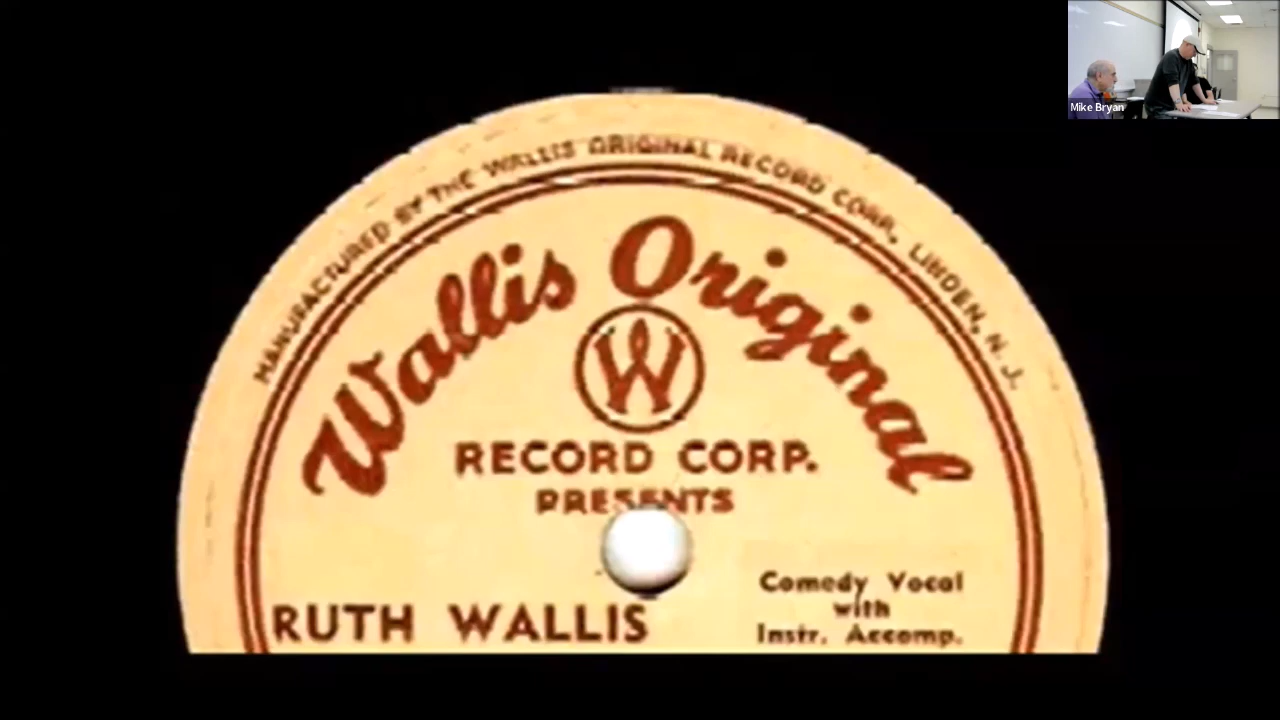 Mike Bryan
MANUFACTURED BY THE WALLIS ORIGINAL RECORD CORP., LINDEN, N. J.
Wallis Original
W
RECORD CORP.
PRESENTS
RUTH WALLIS
Comedy Vocal
with
Instr. Accomp.